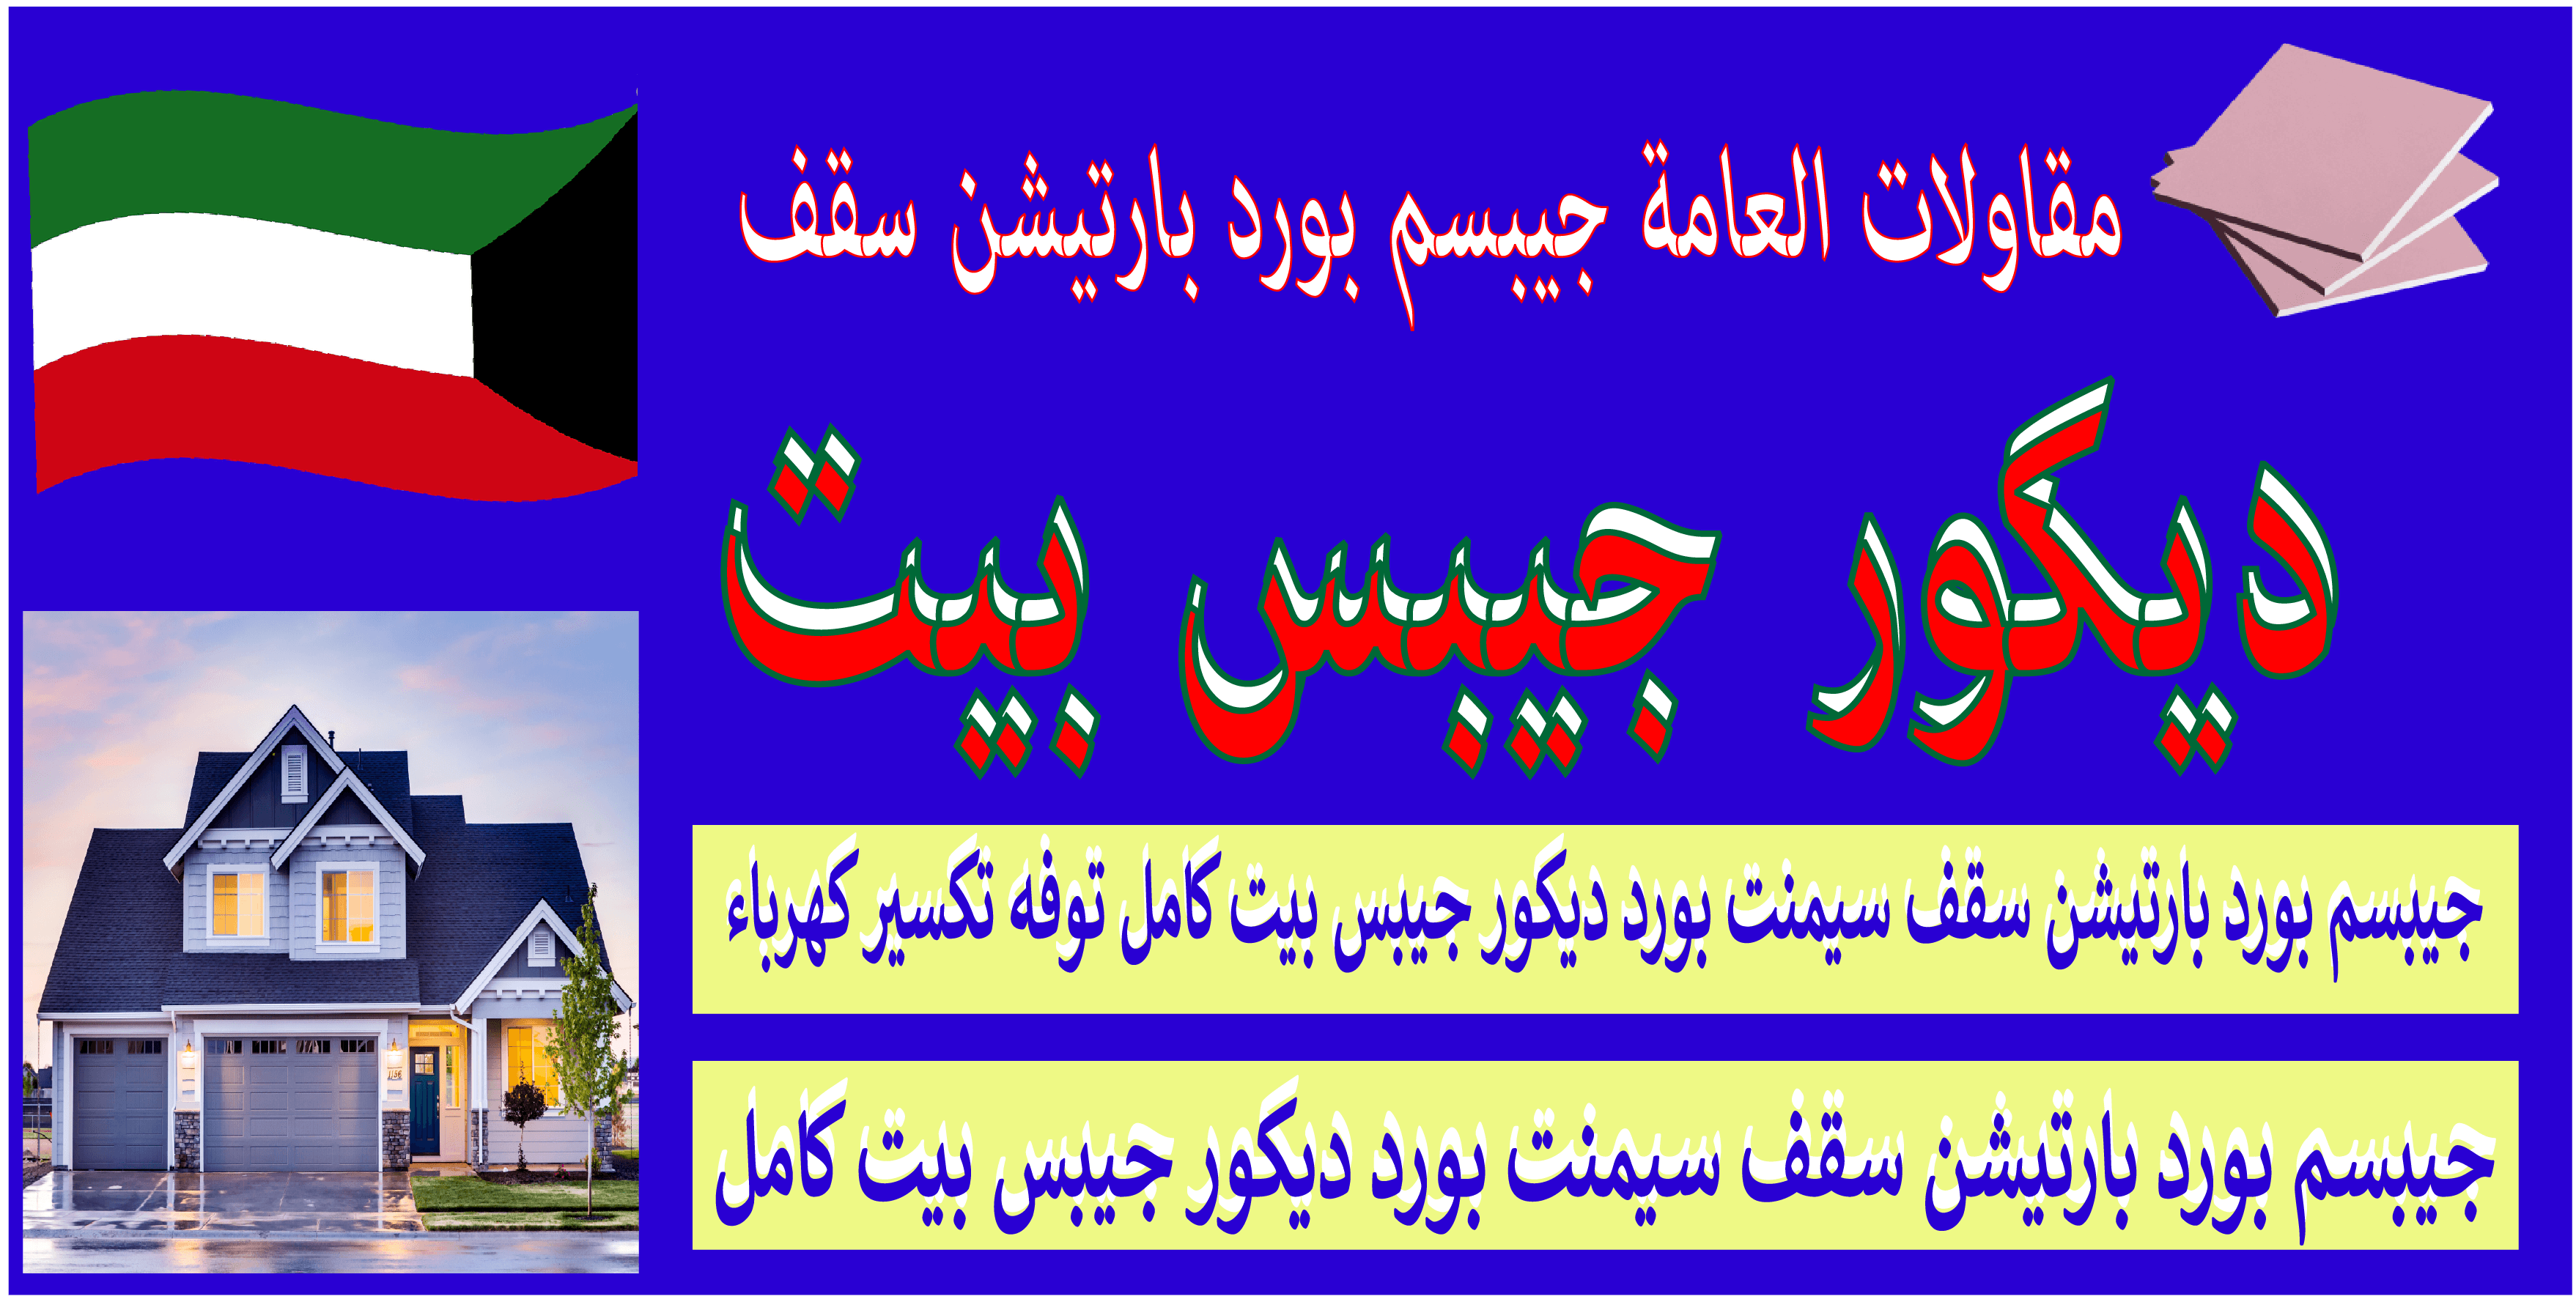 مقاولات العامة جيبسم بورد بارتيشن سقف
ديگور جيبس بيت
جيبسم بورد بارتيشن سقف سيمنت بورد ديكور جيبس بيت كامل توفه تكسير كهرباء
جيبسم بورد بارتيشن سقف سيمنت بورد ديكور جيبس بيت كامل